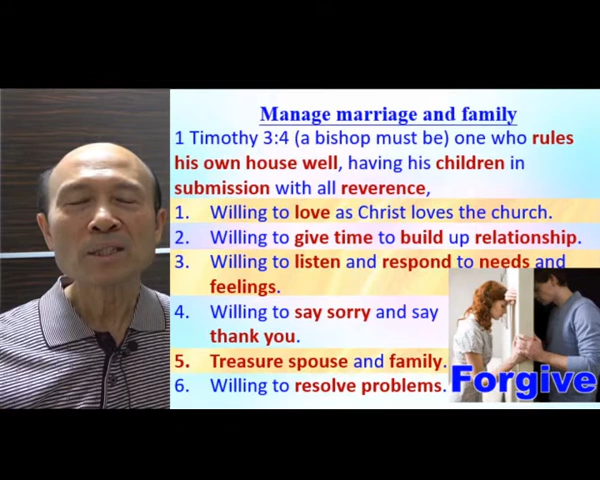 Manage marriage and family
1 Timothy 3:4 (a bishop must be) one who rules
his own house well, having his children in
submission with all reverence,
1. Willing to love as Christ loves the church.
2. Willing to give time to build up relationship.
3. Willing to listen and respond to needs and
feelings.
4. Willing to say sorry and say
thank you.
5. Treasure spouse and family.
6. Willing to resolve problems.
Forgive